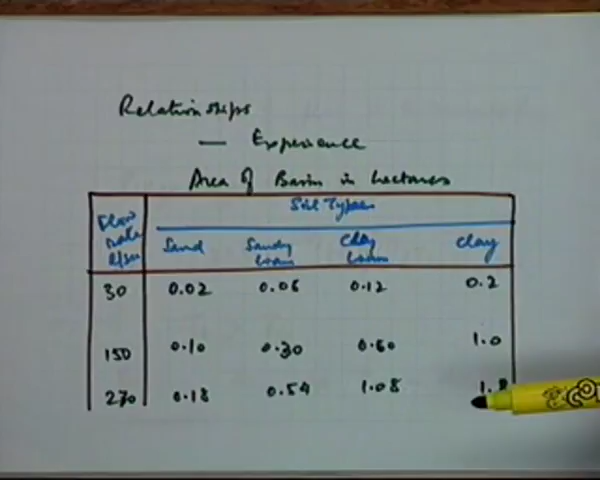 Relationships
— Experience
Area of Basin in hectares
Flow rate l/sec
Soil Types
Sand Sandy loam Clay loam Clay
30 0.02 0.06 0.12 0.2
150 0.10 0.30 0.60 1.0
270 0.18 0.54 1.08